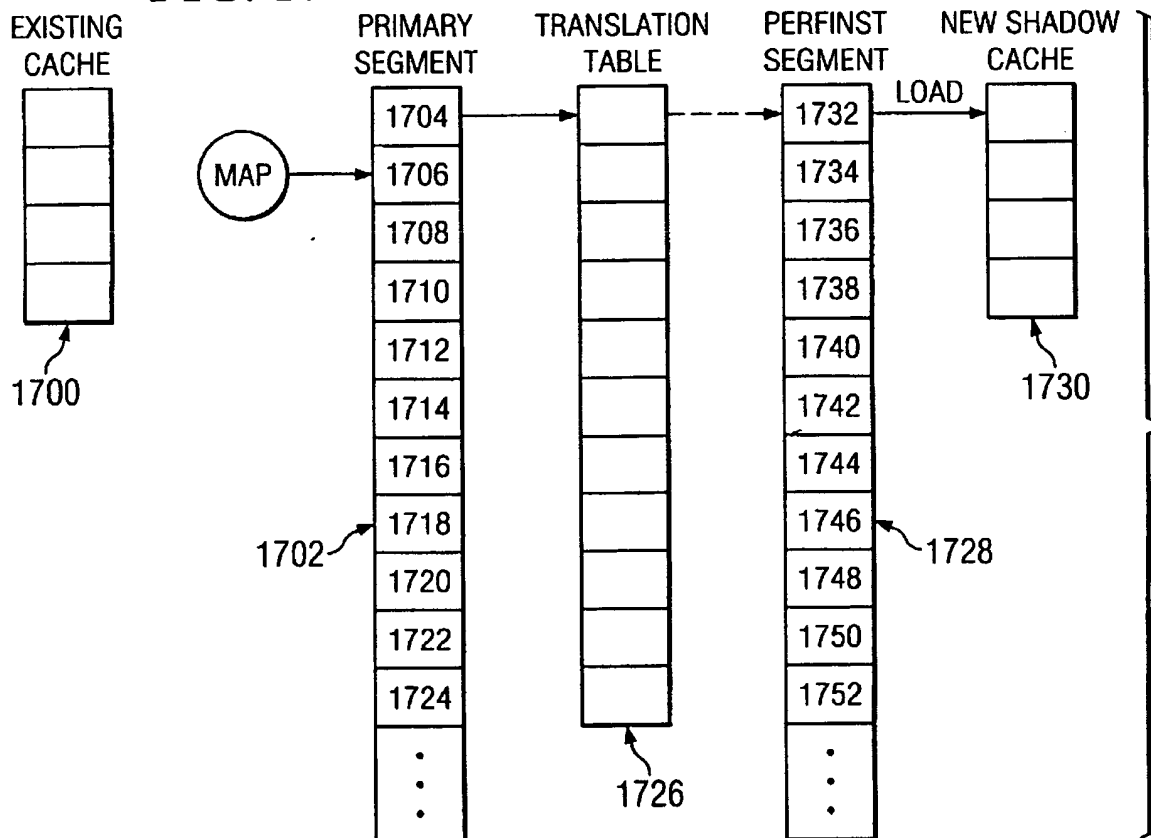 EXISTING
CACHE
PRIMARY
SEGMENT
TRANSLATION
TABLE
PERFINST
SEGMENT
NEW SHADOW
CACHE
MAP
LOAD
1704
1706
1708
1710
1712
1714
1716
1718
1720
1722
1724
1732
1734
1736
1738
1740
1742
1744
1746
1748
1750
1752
1700
1702
1726
1728
1730